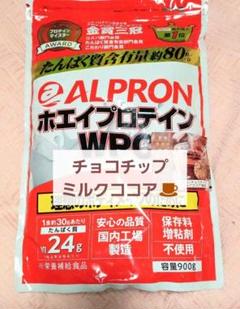 プロテイン
マイスター
AWARD
金賞三冠
たんぱく質含有量約80%
ALPRON
ホエイプロテイン
WPC
チョコチップ
ミルクココア
1食約30gあたり
たんぱく質
約24g
安心の品質
国内工場
製造
保存料
増粘剤
不使用
栄養補給食品
容量900g